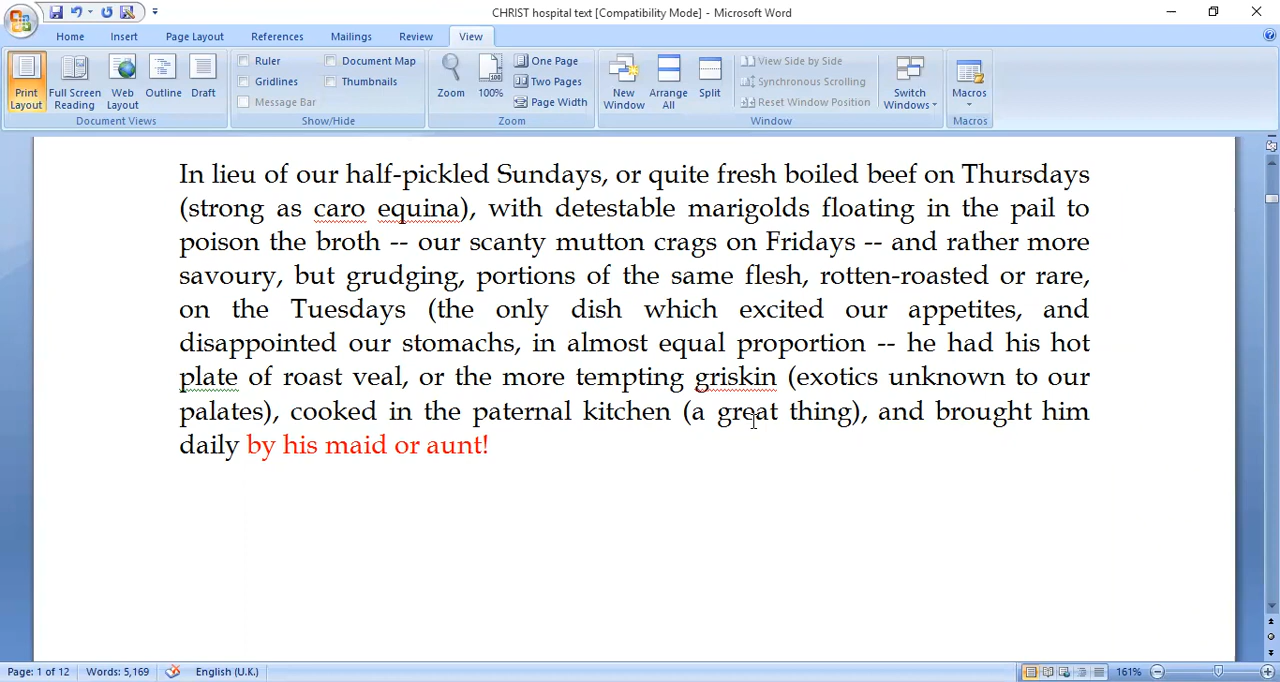 CHRIST hospital text [Compatibility Mode] - Microsoft Word
Home Insert Page Layout References Mailings Review View
Print Layout
Full Screen Reading
Web Layout
Outline
Draft
Document Views
Ruler
Gridlines
Message Bar
Document Map
Thumbnails
Show/Hide
Zoom
100%
One Page
Two Pages
Page Width
Zoom
New Window
Arrange All
Split
View Side by Side
Synchronous Scrolling
Reset Window Position
Switch Windows
Window
Macros
Macros
In lieu of our half-pickled Sundays, or quite fresh boiled beef on Thursdays
(strong as caro equina), with detestable marigolds floating in the pail to
poison the broth -- our scanty mutton crags on Fridays -- and rather more
savoury, but grudging, portions of the same flesh, rotten-roasted or rare,
on the Tuesdays (the only dish which excited our appetites, and
disappointed our stomachs, in almost equal proportion -- he had his hot
plate of roast veal, or the more tempting griskin (exotics unknown to our
palates), cooked in the paternal kitchen (a great thing), and brought him
daily by his maid or aunt!
Page: 1 of 12 Words: 5,169 English (U.K.) 161%